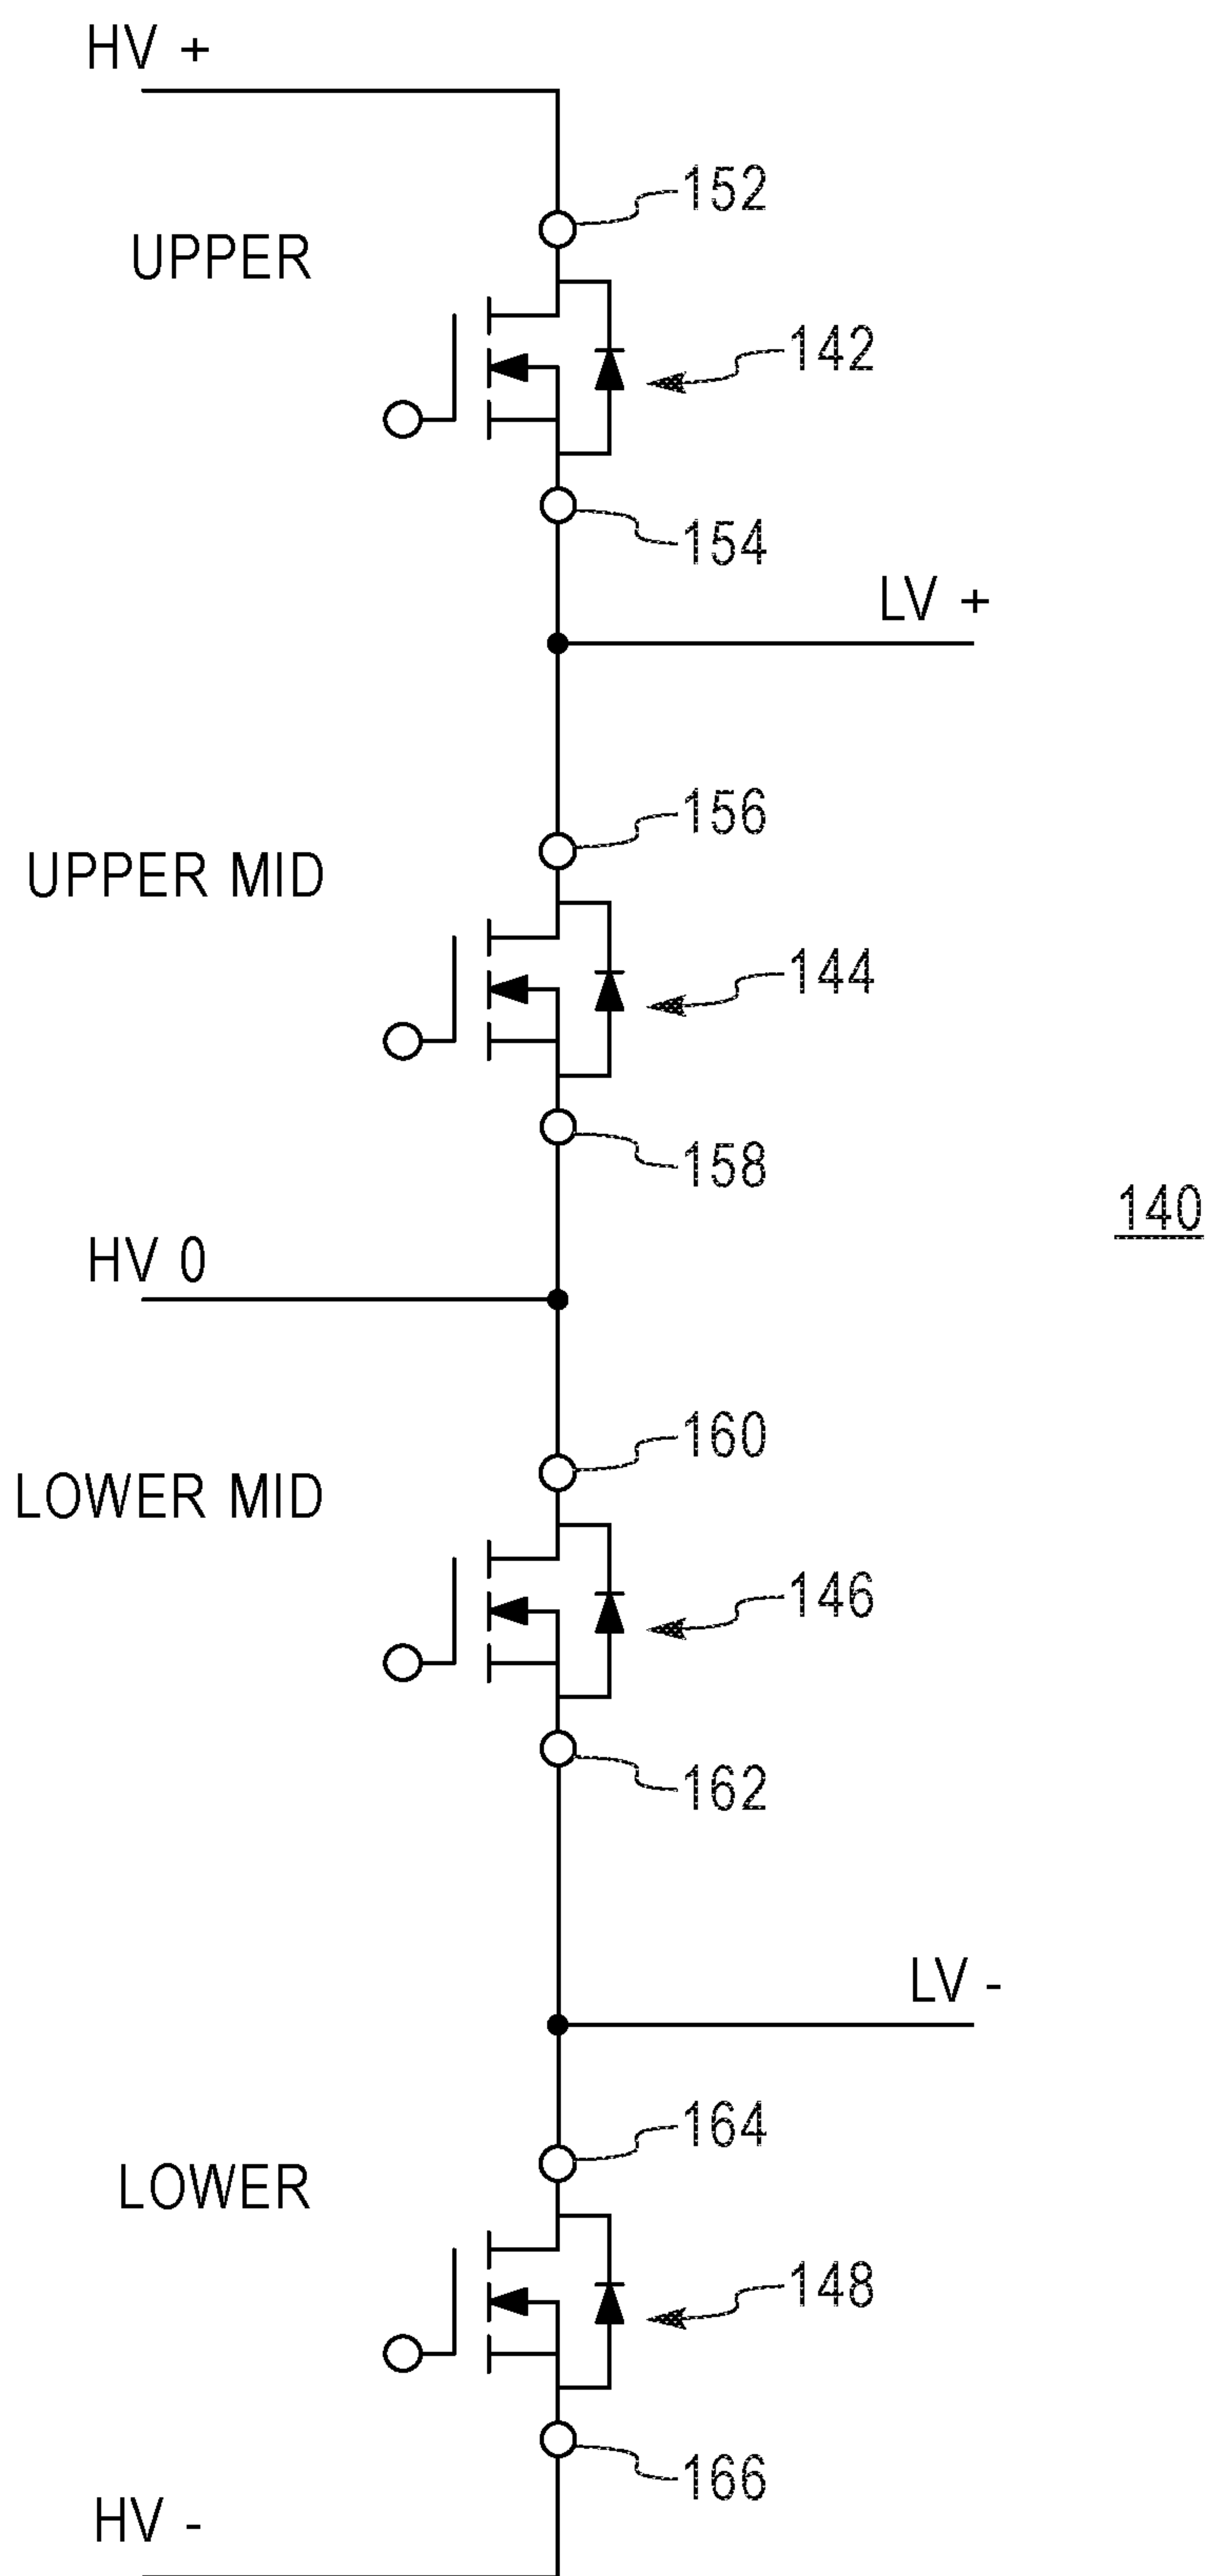 HV +
152
UPPER
142
154
LV +
156
UPPER MID
144
158
140
HV 0
160
LOWER MID
146
162
LV -
164
LOWER
148
166
HV -